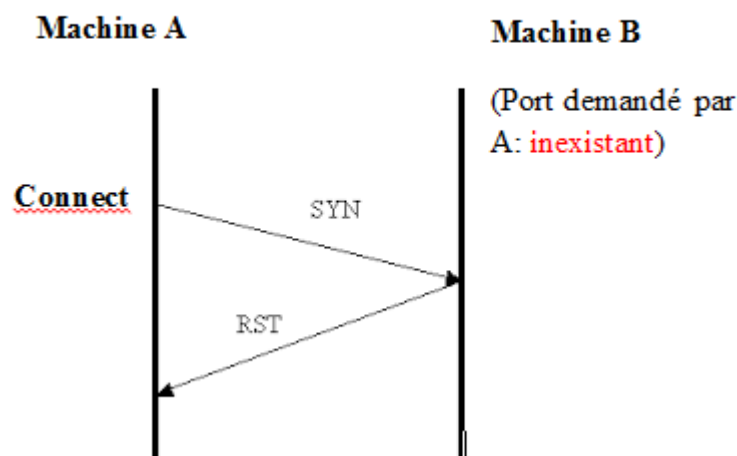 Machine A
Machine B
(Port demandé par
A: inexistant)
Connect
SYN
RST